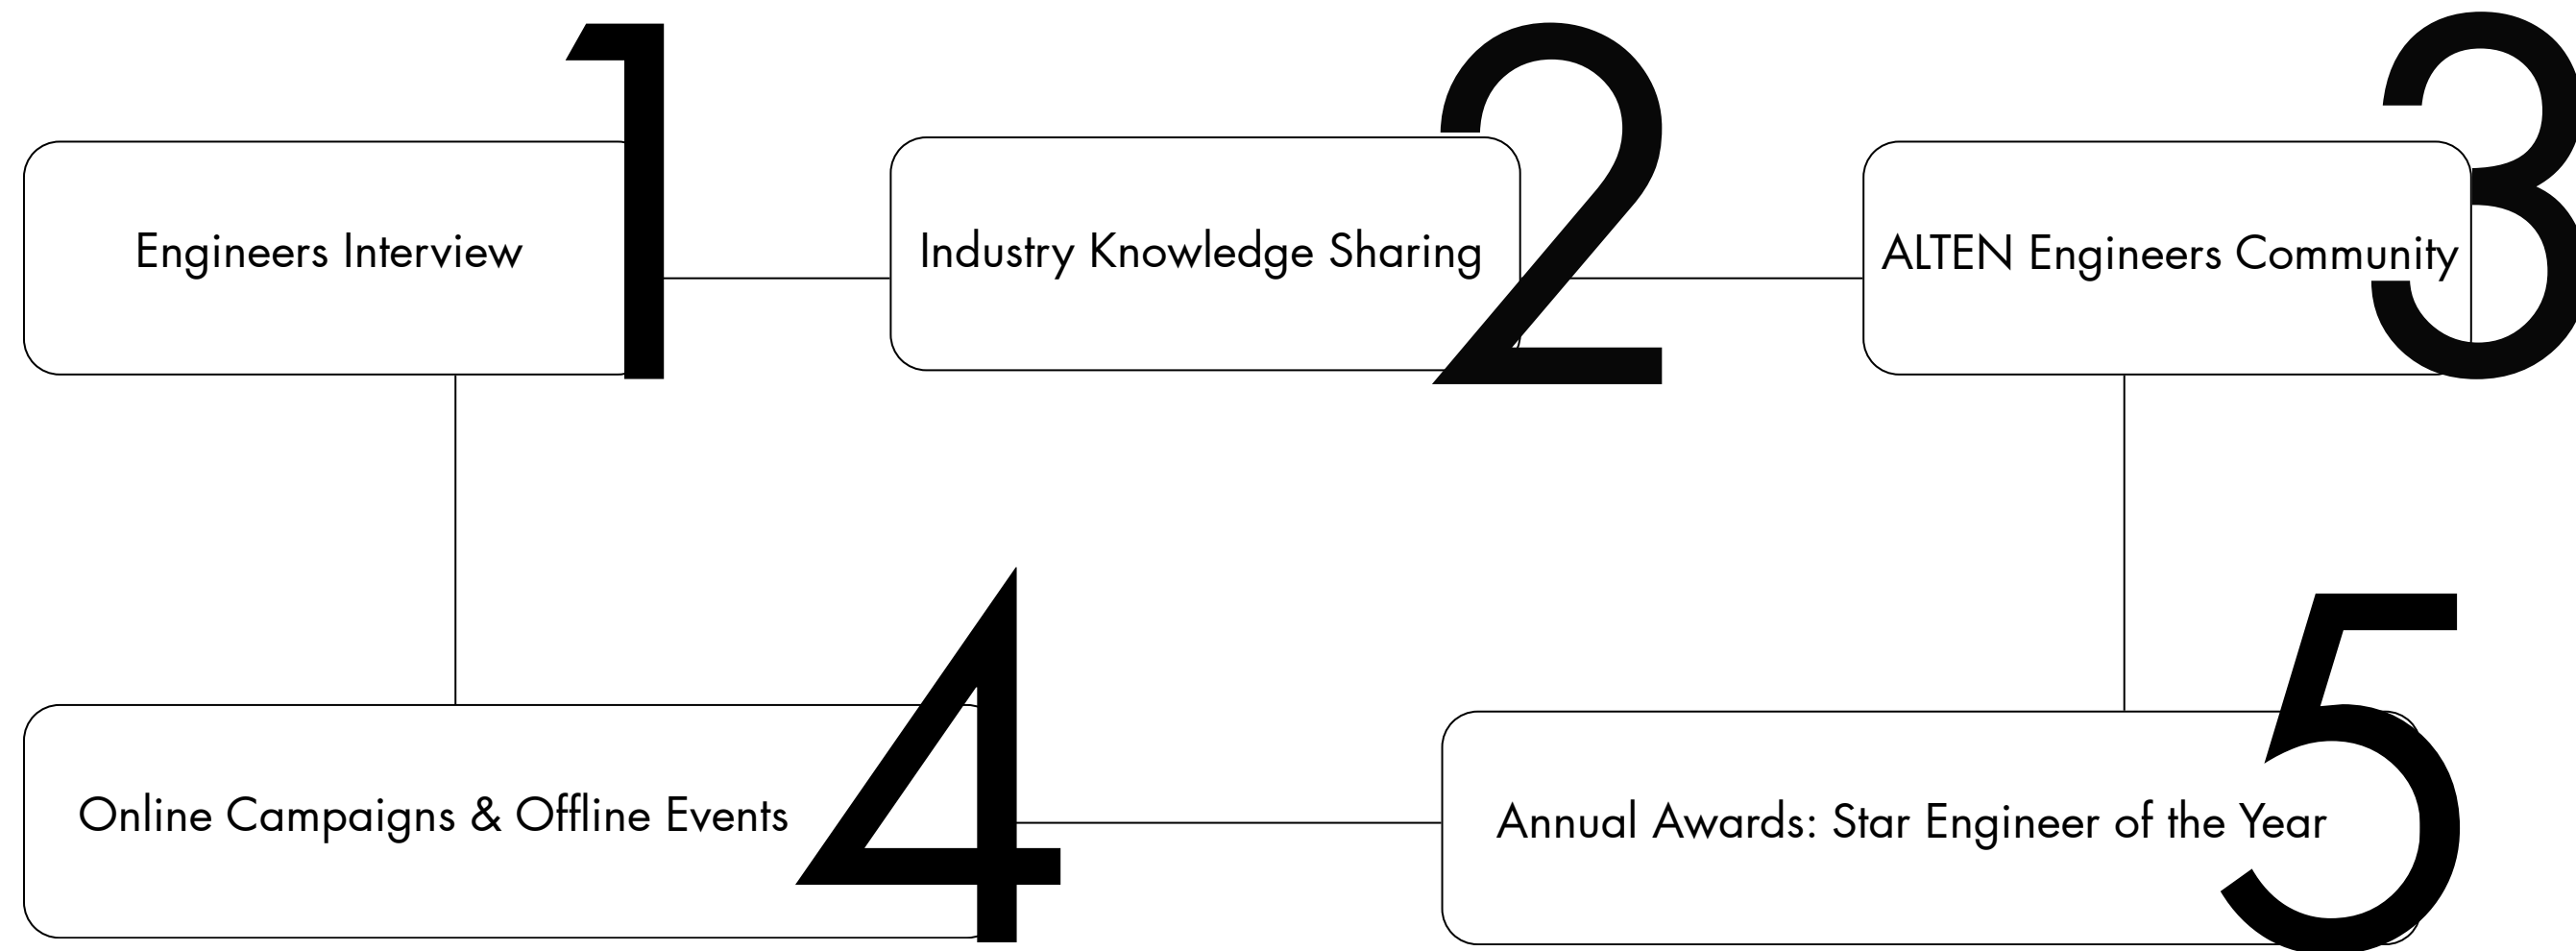 1
Engineers Interview
2
Industry Knowledge Sharing
3
ALTEN Engineers Community
4
Online Campaigns & Offline Events
5
Annual Awards: Star Engineer of the Year